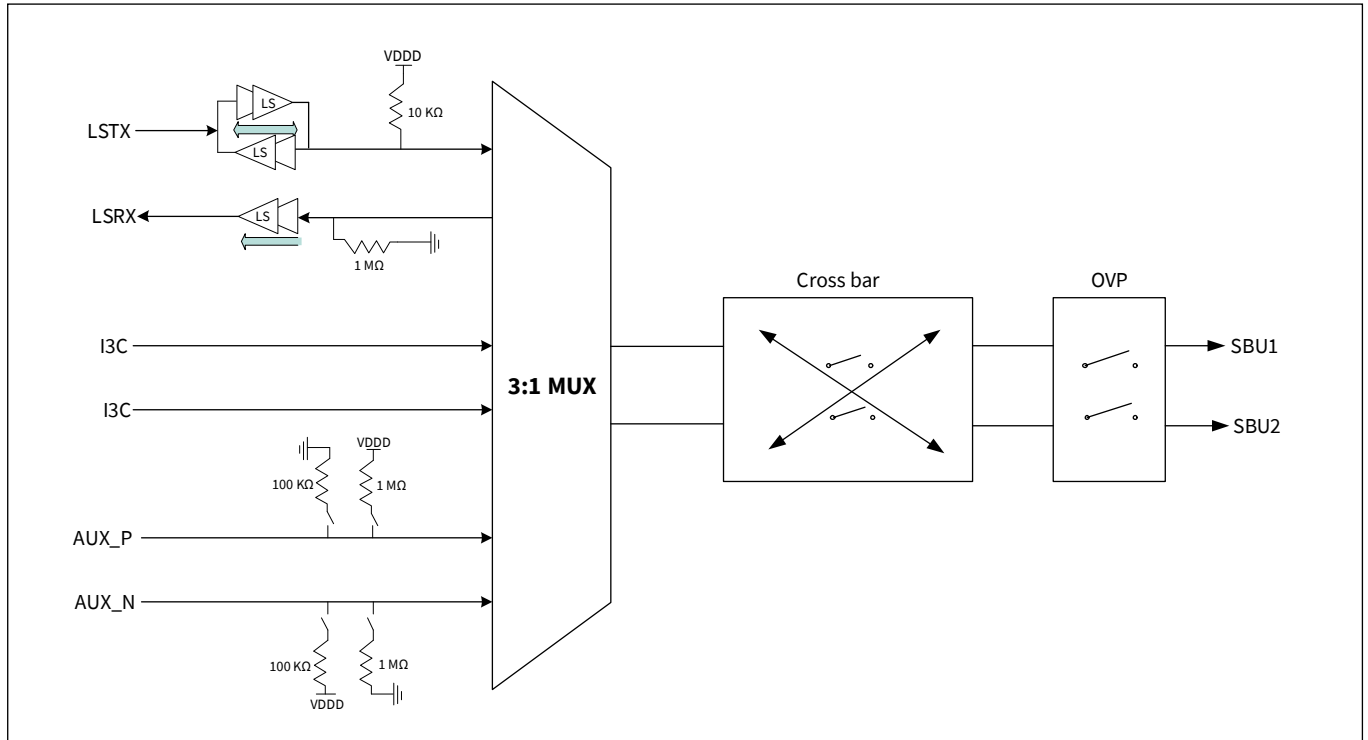 VDDD
10 KΩ
LS
LSTX
LS
LSRX
LS
1 MΩ
Cross bar
OVP
I3C
SBU1
3:1 MUX
I3C
SBU2
VDDD
100 KΩ
1 MΩ
AUX_P
AUX_N
100 KΩ
1 MΩ
VDDD